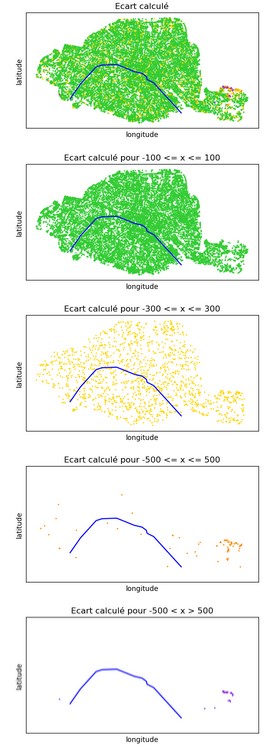 Ecart calculé
latitude
longitude
Ecart calculé pour -100 <= x <= 100
latitude
longitude
Ecart calculé pour -300 <= x <= 300
latitude
longitude
Ecart calculé pour -500 <= x <= 500
latitude
longitude
Ecart calculé pour -500 < x > 500
latitude
longitude